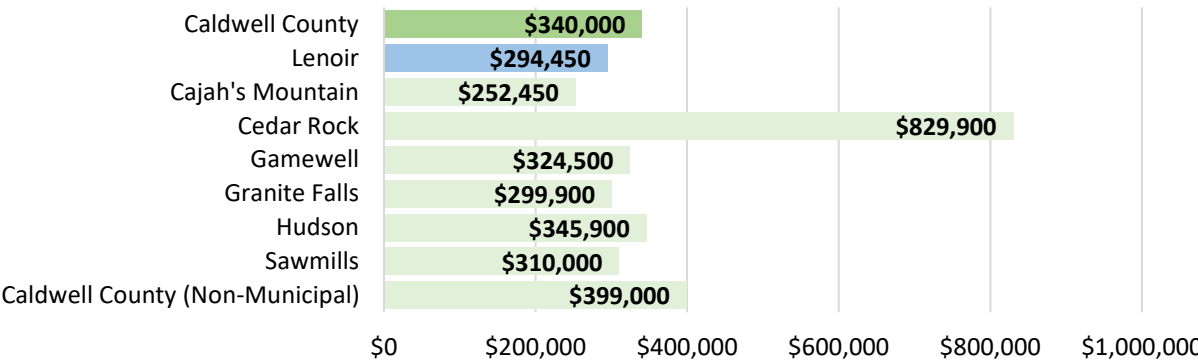 Caldwell County $340,000
Lenoir $294,450
Cajah's Mountain $252,450
Cedar Rock $829,900
Gamewell $324,500
Granite Falls $299,900
Hudson $345,900
Sawmills $310,000
Caldwell County (Non-Municipal) $399,000
$0 $200,000 $400,000 $600,000 $800,000 $1,000,000